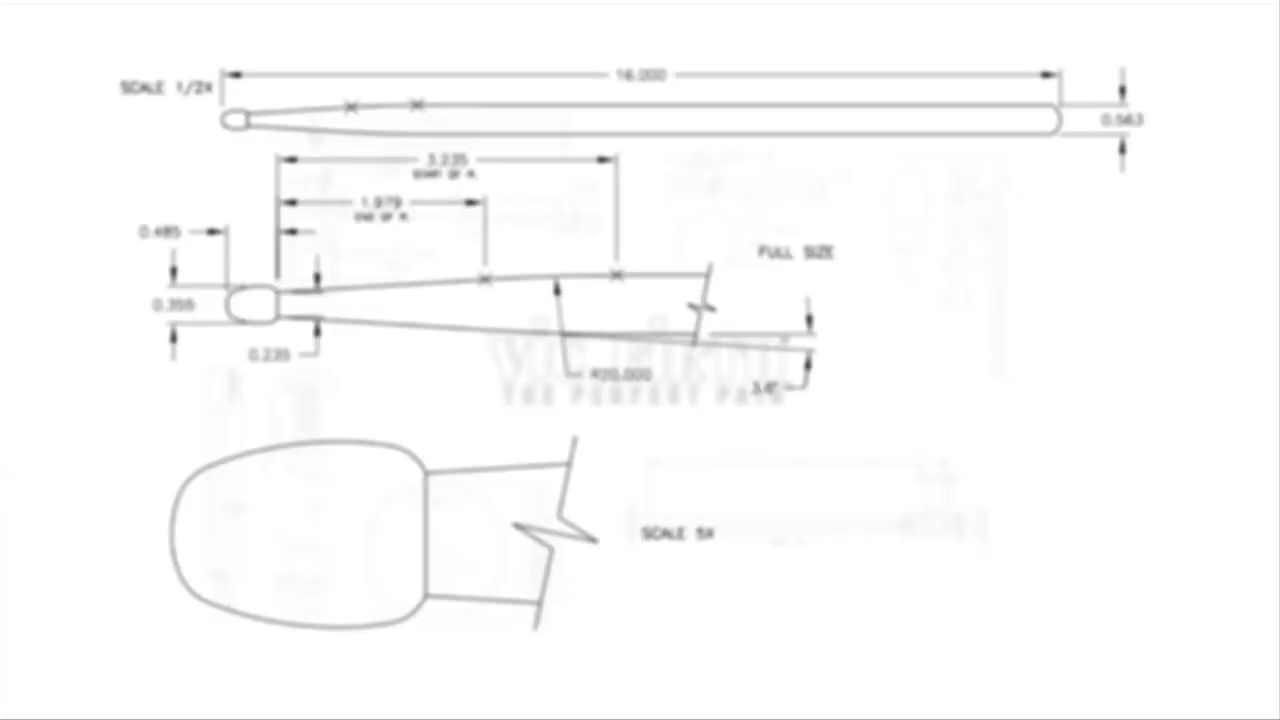 16.000
SCALE 1/2X
0.563
3.235
START OF R.
1.979
END OF R.
0.485
FULL SIZE
0.355
0.235
R20.000
THE PERFECT PAIR
SCALE 5X